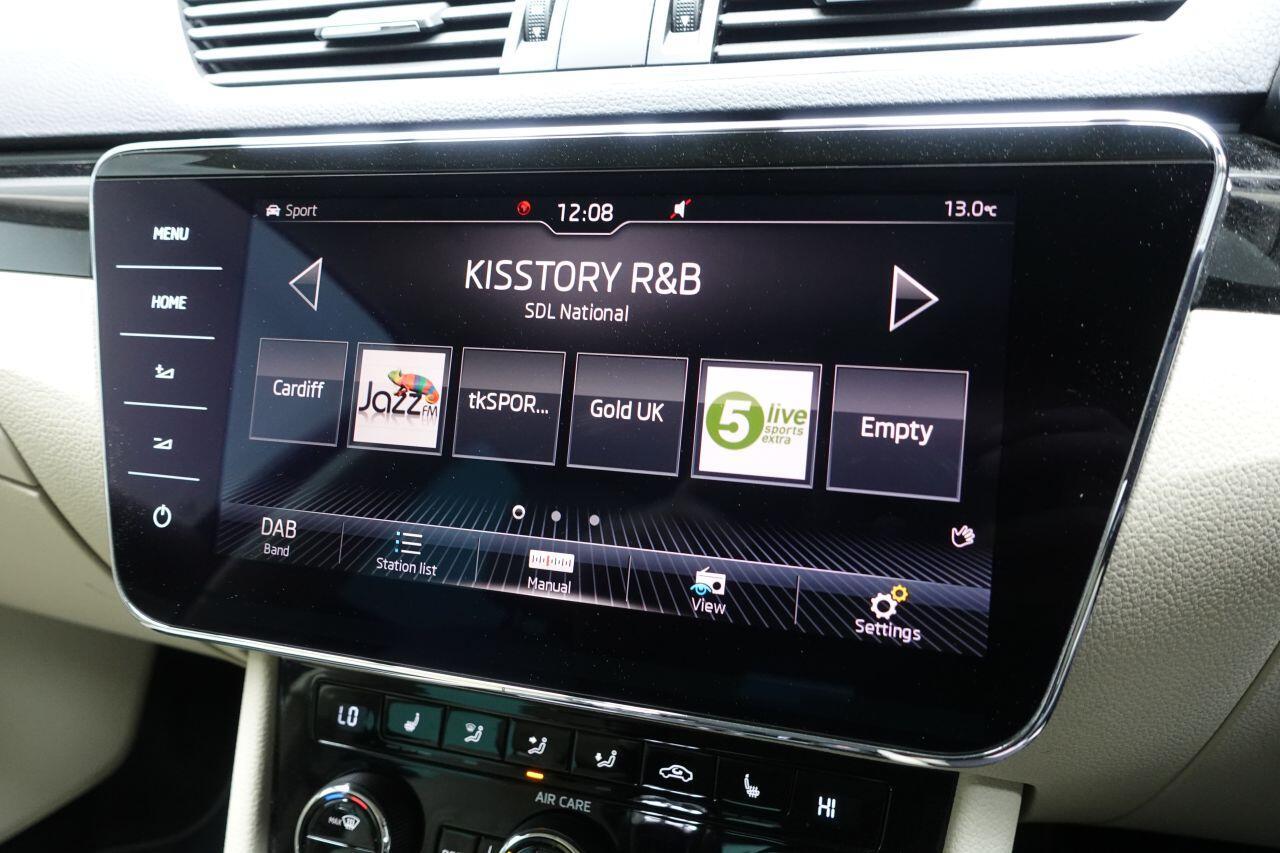 MENU
HOME
Sport
12:08
13.0°C
KISSTORY R&B
SDL National
Cardiff
Jazz FM
tkSPOR...
Gold UK
5 live
sports
extra
Empty
DAB
Band
Station list
Manual
View
Settings
LO
HI
AIR CARE
MAX